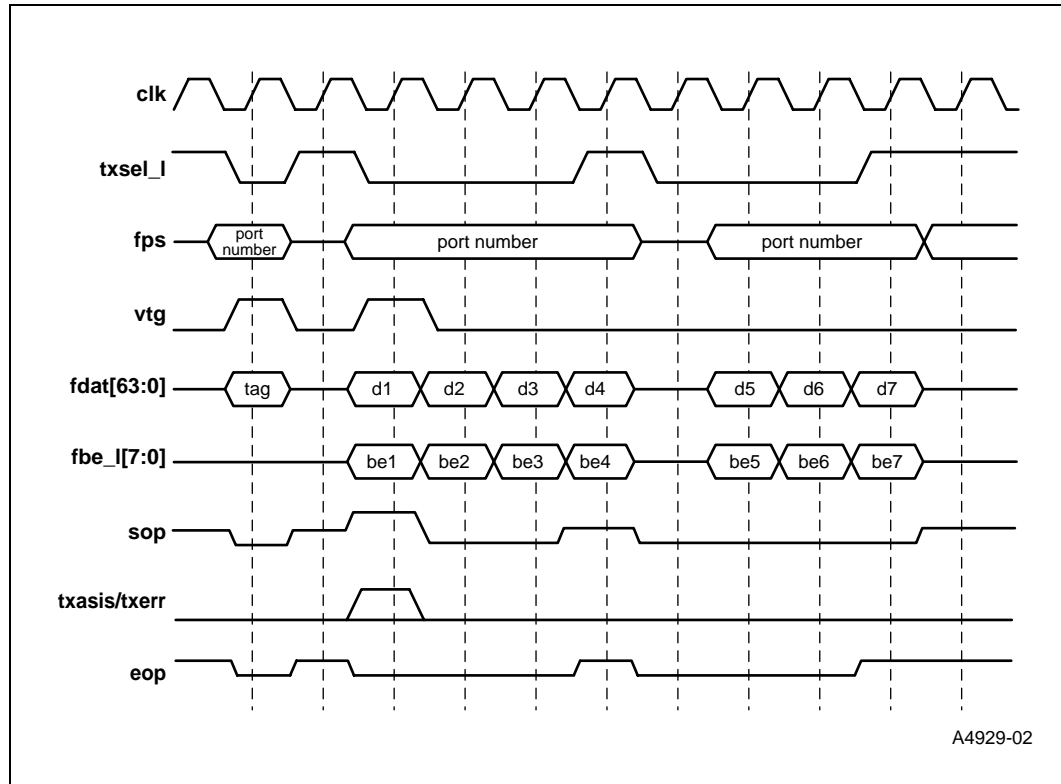 clk
txsel_l
fps port number port number port number
vtg
fdat[63:0] tag d1 d2 d3 d4 d5 d6 d7
fbe_l[7:0] be1 be2 be3 be4 be5 be6 be7
sop
txasis/txerr
eop
A4929-02